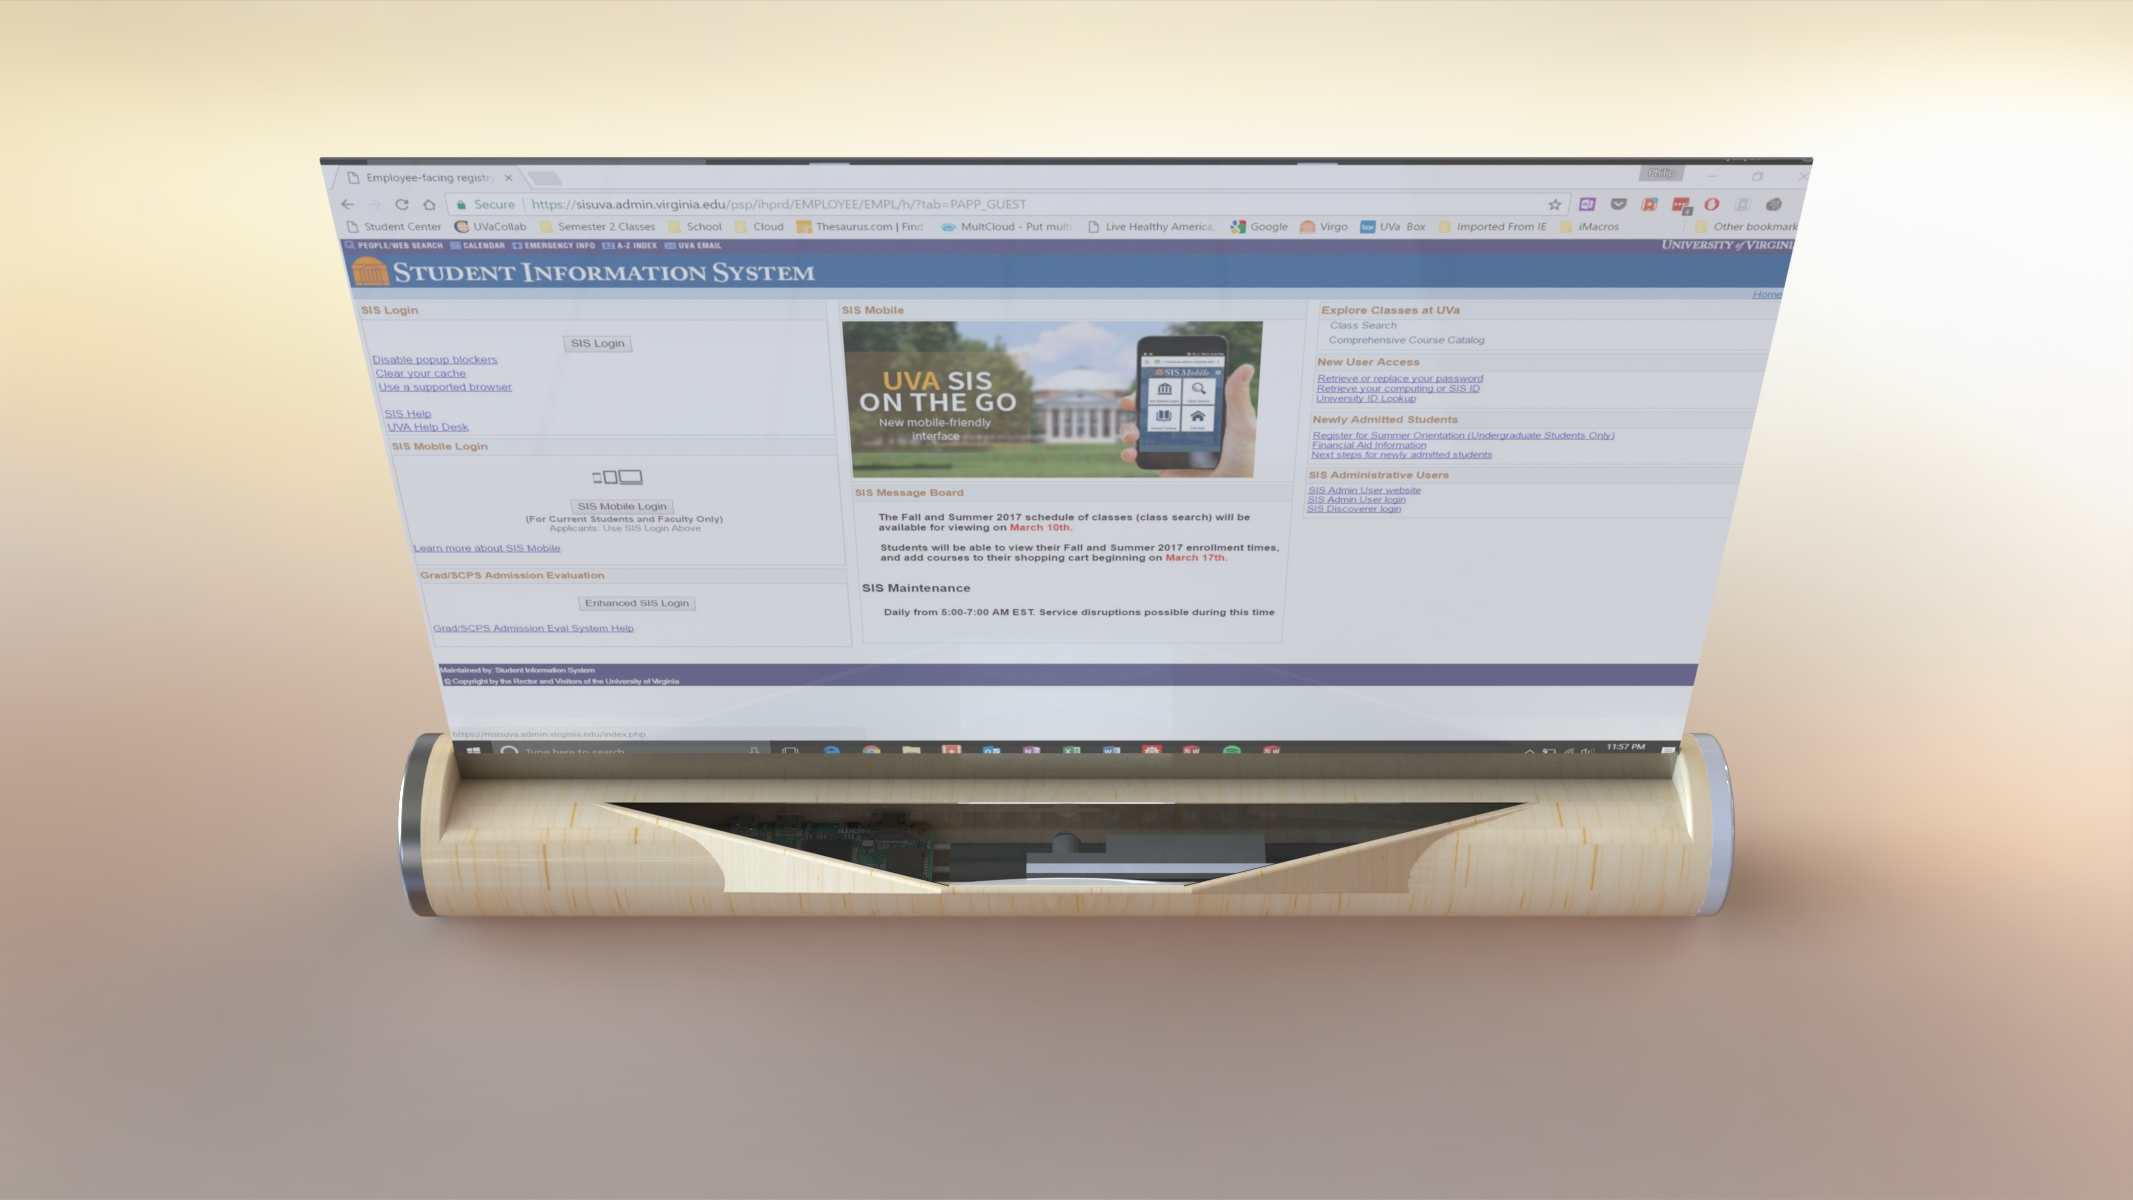 Employee-facing registr
Philip
Secure https://sisuva.admin.virginia.edu/psp/ihprd/EMPLOYEE/EMPL/h/?tab=PAPP_GUEST
Student Center UVaCollab Semester 2 Classes School Cloud Thesaurus.com | Find MultCloud - Put mult Live Healthy America Google Virgo box UVa Box Imported From IE iMacros Other bookmark
PEOPLE/WEB SEARCH CALENDAR EMERGENCY INFO A-Z INDEX UVA EMAIL
UNIVERSITY of VIRGINI
STUDENT INFORMATION SYSTEM
Home
SIS Login
SIS Login
Disable popup blockers
Clear your cache
Use a supported browser
SIS Help
UVA Help Desk
SIS Mobile Login
SIS Mobile Login
(For Current Students and Faculty Only)
Applicants: Use SIS Login Above
Learn more about SIS Mobile
Grad/SCPS Admission Evaluation
Enhanced SIS Login
Grad/SCPS Admission Eval System Help
SIS Mobile
UVA SIS
ON THE GO
New mobile-friendly
interface
SIS Mobile
SIS Message Board
The Fall and Summer 2017 schedule of classes (class search) will be
available for viewing on March 10th.
Students will be able to view their Fall and Summer 2017 enrollment times,
and add courses to their shopping cart beginning on March 17th.
SIS Maintenance
Daily from 5:00-7:00 AM EST. Service disruptions possible during this time
Explore Classes at UVa
Class Search
Comprehensive Course Catalog
New User Access
Retrieve or replace your password
Retrieve your computing or SIS ID
University ID Lookup
Newly Admitted Students
Register for Summer Orientation (Undergraduate Students Only)
Financial Aid Information
Next steps for newly admitted students
SIS Administrative Users
SIS Admin User website
SIS Admin User login
SIS Discoverer login
Maintained by: Student Information System
© Copyright by the Rector and Visitors of the University of Virginia
https://msisuva.admin.virginia.edu/index.php
Type here to search
11:57 PM